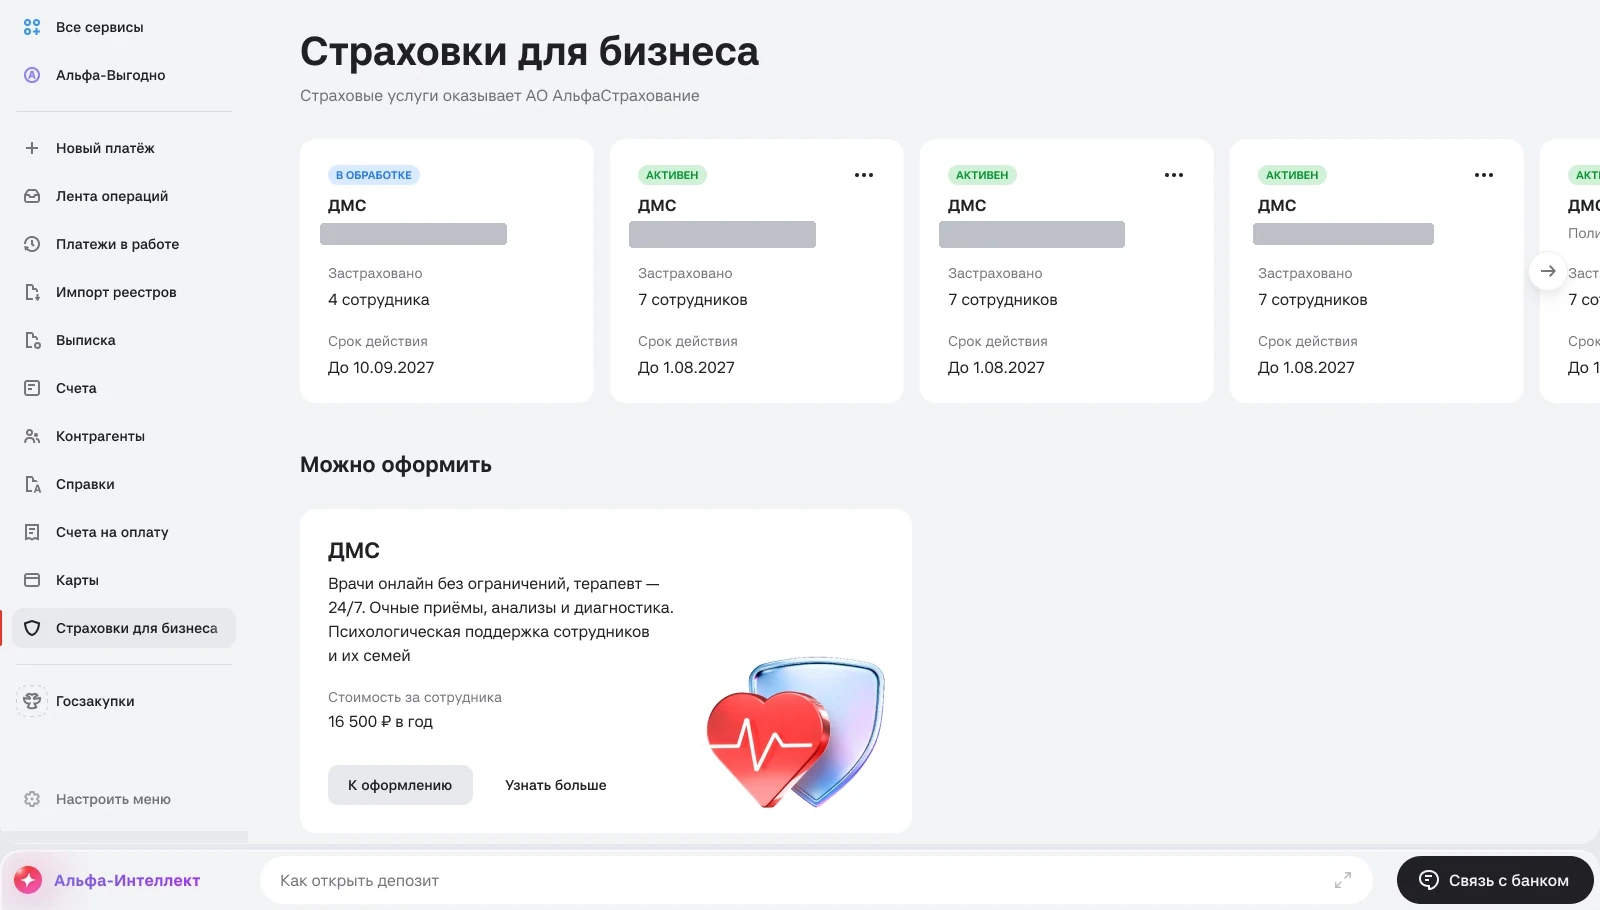 Все сервисы
Альфа-Выгодно
Новый платёж
Лента операций
Платежи в работе
Импорт реестров
Выписка
Счета
Контрагенты
Справки
Счета на оплату
Карты
Страховки для бизнеса
Госзакупки
Настроить меню
Страховки для бизнеса
Страховые услуги оказывает АО АльфаСтрахование
В ОБРАБОТКЕ
ДМС
Застраховано
4 сотрудника
Срок действия
До 10.09.2027
АКТИВЕН
ДМС
Застраховано
7 сотрудников
Срок действия
До 1.08.2027
АКТИВЕН
ДМС
Застраховано
7 сотрудников
Срок действия
До 1.08.2027
АКТИВЕН
ДМС
Застраховано
7 сотрудников
Срок действия
До 1.08.2027
Можно оформить
ДМС
Врачи онлайн без ограничений, терапевт —
24/7. Очные приёмы, анализы и диагностика.
Психологическая поддержка сотрудников
и их семей
Стоимость за сотрудника
16 500 ₽ в год
К оформлению
Узнать больше
Альфа-Интеллект
Как открыть депозит
Связь с банком